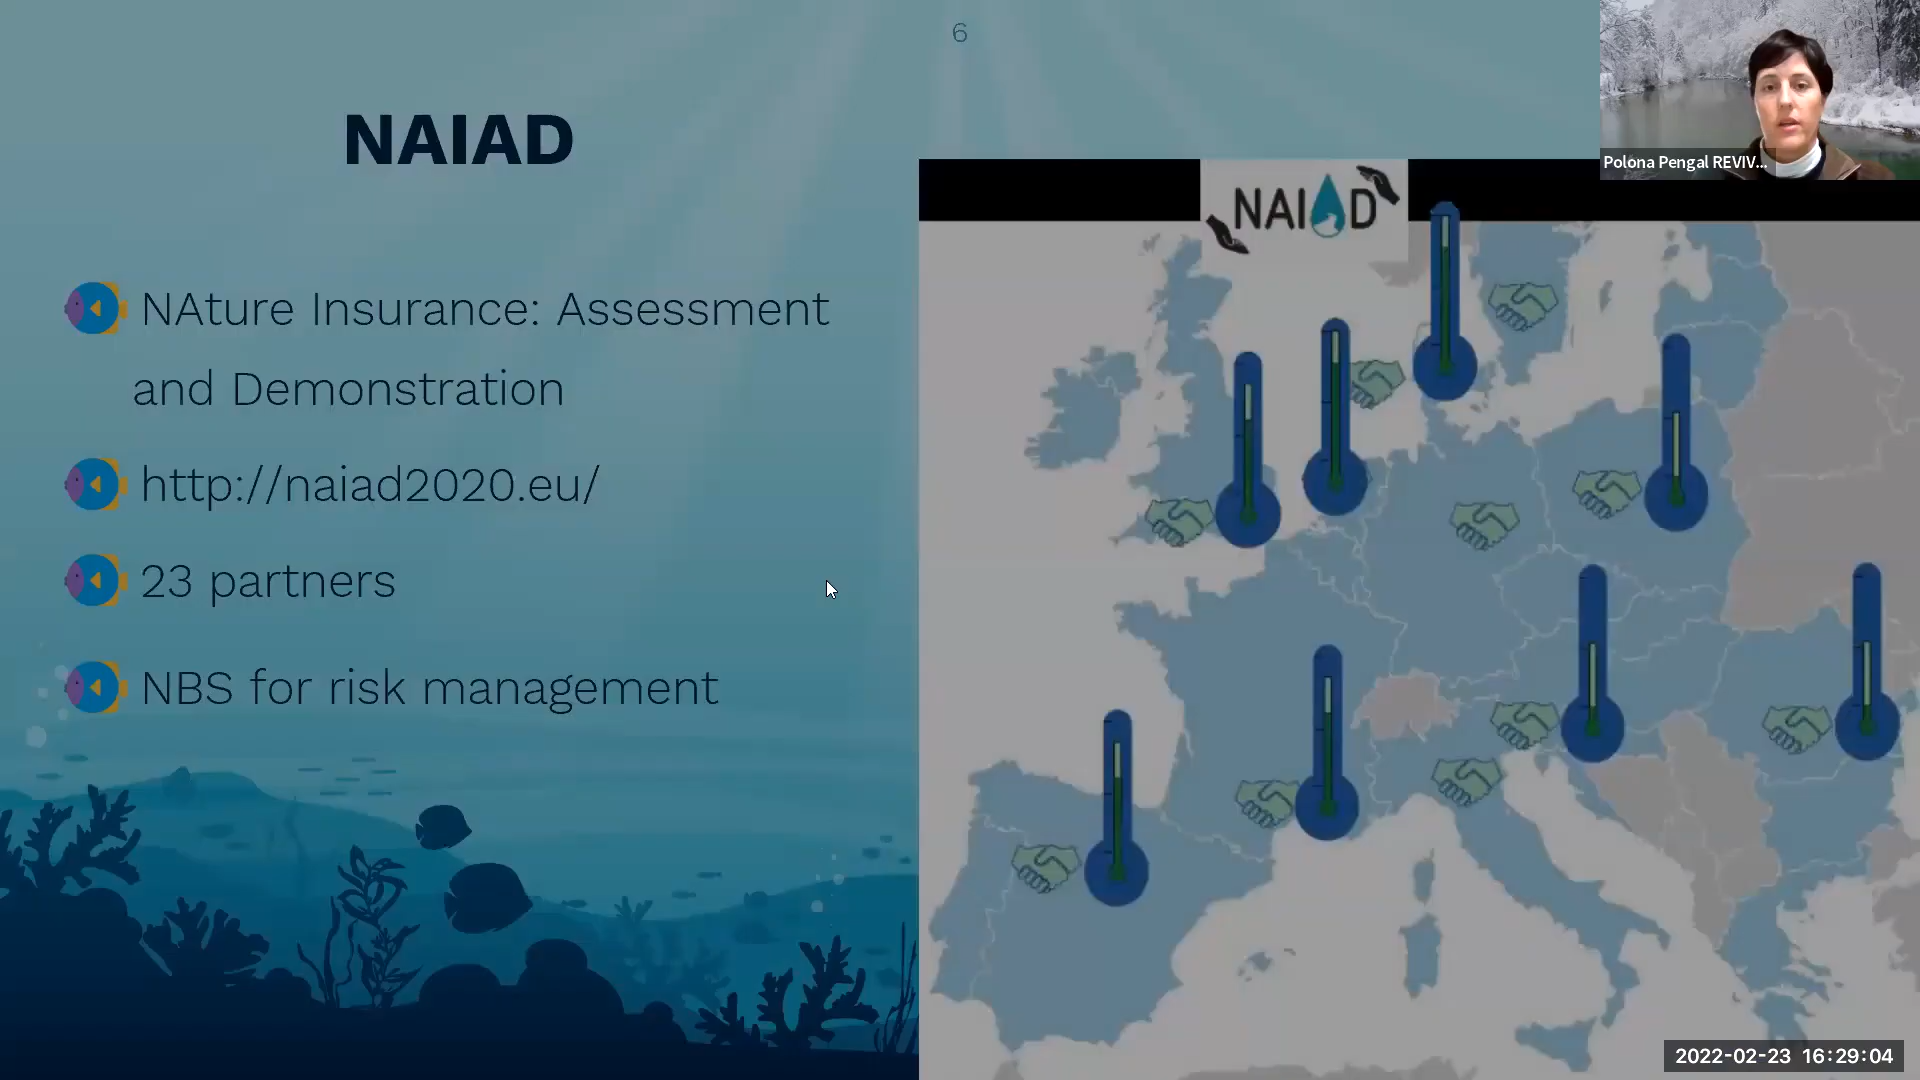 6
NAIAD
NAture Insurance: Assessment
and Demonstration
http://naiad2020.eu/
23 partners
NBS for risk management
NAIAD
Polona Pengal REVIV...
2022-02-23 16:29:04